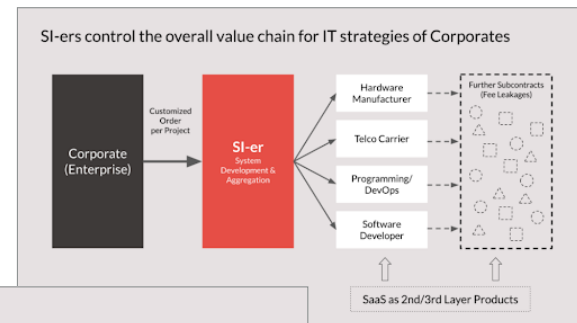 SI-ers control the overall value chain for IT strategies of Corporates
Corporate
(Enterprise)
Customized
Order
per Project
SI-er
System
Development &
Aggregation
Hardware
Manufacturer
Telco Carrier
Programming/
DevOps
Software
Developer
Further Subcontracts
(Fee Leakages)
SaaS as 2nd/3rd Layer Products